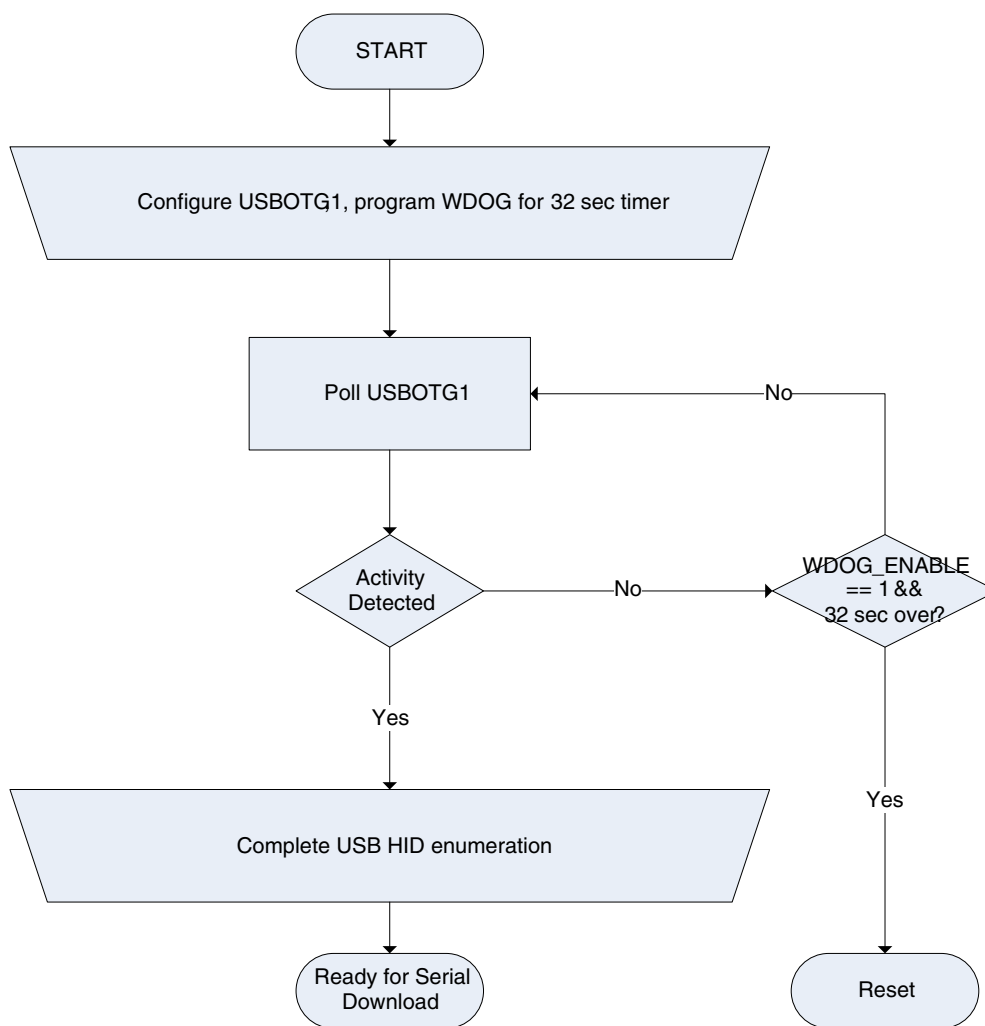 START
Configure USBOTG1, program WDOG for 32 sec timer
Poll USBOTG1
No
Activity
Detected
No
WDOG_ENABLE
== 1 &&
32 sec over?
Yes
Yes
Complete USB HID enumeration
Ready for Serial
Download
Reset